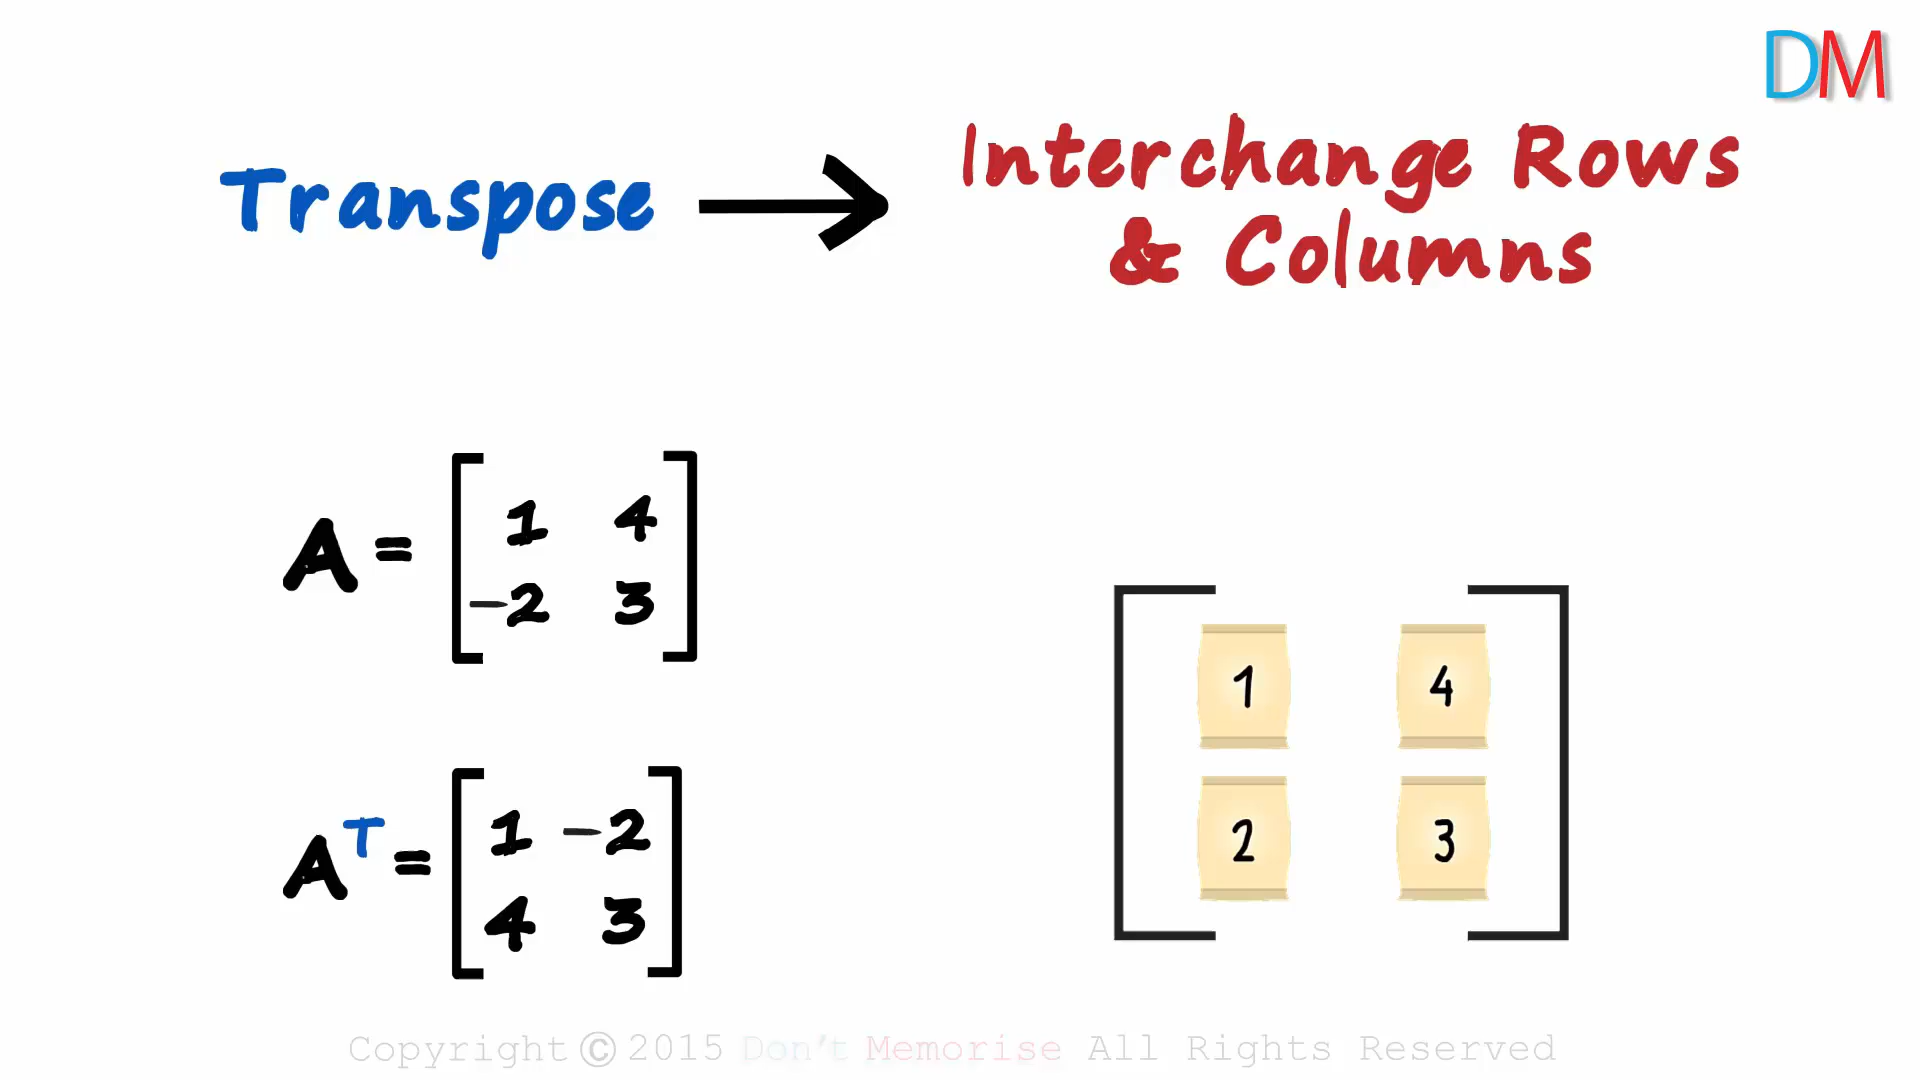 DM
Transpose → Interchange Rows
& Columns
A = [ 1 4
-2 3 ]
A^T = [ 1 -2
4 3 ]
1 4
2 3
Copyright © 2015 Don't Memorise All Rights Reserved